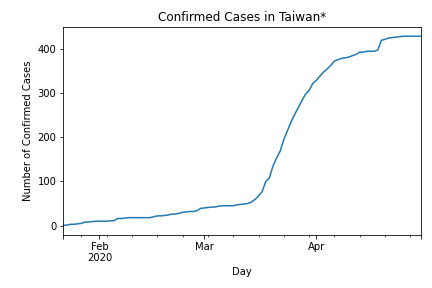 Confirmed Cases in Taiwan*
Number of Confirmed Cases
400
300
200
100
0
Feb
2020
Mar
Apr
Day